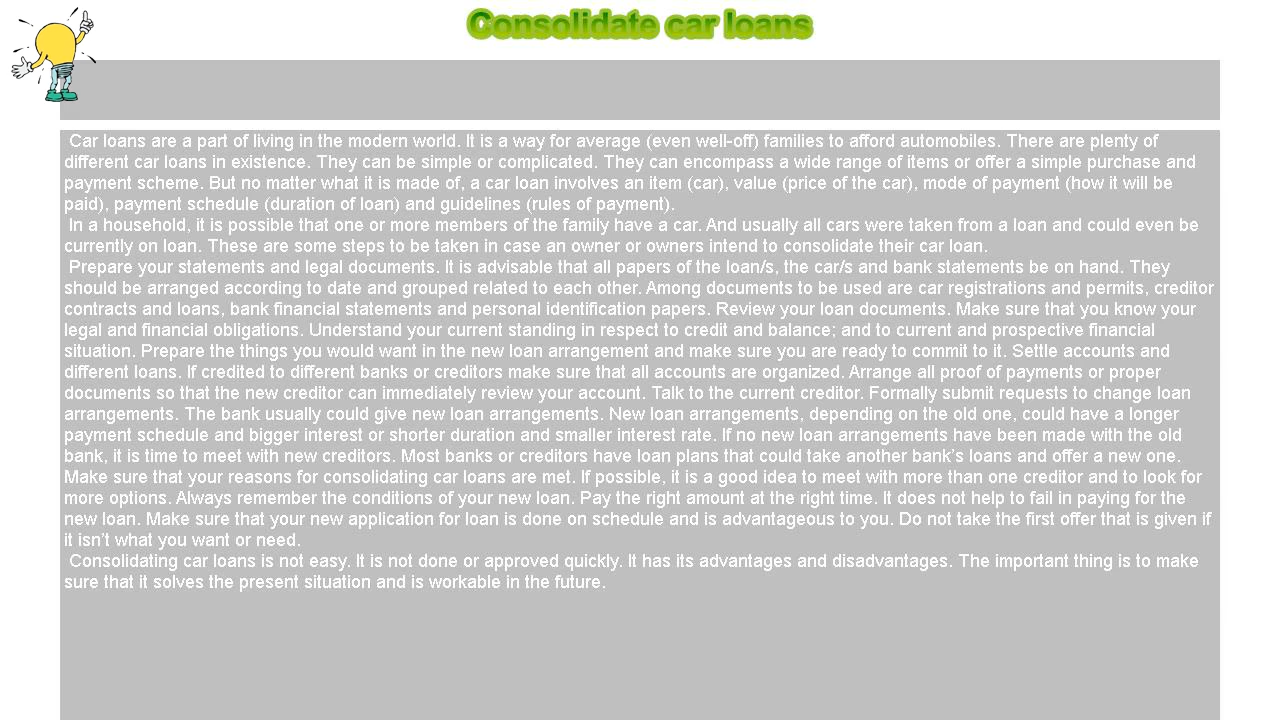 Consolidate car loans
Car loans are a part of living in the modern world. It is a way for average (even well-off) families to afford automobiles. There are plenty of
different car loans in existence. They can be simple or complicated. They can encompass a wide range of items or offer a simple purchase and
payment scheme. But no matter what it is made of, a car loan involves an item (car), value (price of the car), mode of payment (how it will be
paid), payment schedule (duration of loan) and guidelines (rules of payment).
In a household, it is possible that one or more members of the family have a car. And usually all cars were taken from a loan and could even be
currently on loan. These are some steps to be taken in case an owner or owners intend to consolidate their car loan.
Prepare your statements and legal documents. It is advisable that all papers of the loan/s, the car/s and bank statements be on hand. They
should be arranged according to date and grouped related to each other. Among documents to be used are car registrations and permits, creditor
contracts and loans, bank financial statements and personal identification papers. Review your loan documents. Make sure that you know your
legal and financial obligations. Understand your current standing in respect to credit and balance; and to current and prospective financial
situation. Prepare the things you would want in the new loan arrangement and make sure you are ready to commit to it. Settle accounts and
different loans. If credited to different banks or creditors make sure that all accounts are organized. Arrange all proof of payments or proper
documents so that the new creditor can immediately review your account. Talk to the current creditor. Formally submit requests to change loan
arrangements. The bank usually could give new loan arrangements. New loan arrangements, depending on the old one, could have a longer
payment schedule and bigger interest or shorter duration and smaller interest rate. If no new loan arrangements have been made with the old
bank, it is time to meet with new creditors. Most banks or creditors have loan plans that could take another bank's loans and offer a new one.
Make sure that your reasons for consolidating car loans are met. If possible, it is a good idea to meet with more than one creditor and to look for
more options. Always remember the conditions of your new loan. Pay the right amount at the right time. It does not help to fail in paying for the
new loan. Make sure that your new application for loan is done on schedule and is advantageous to you. Do not take the first offer that is given if
it isn't what you want or need.
Consolidating car loans is not easy. It is not done or approved quickly. It has its advantages and disadvantages. The important thing is to make
sure that it solves the present situation and is workable in the future.